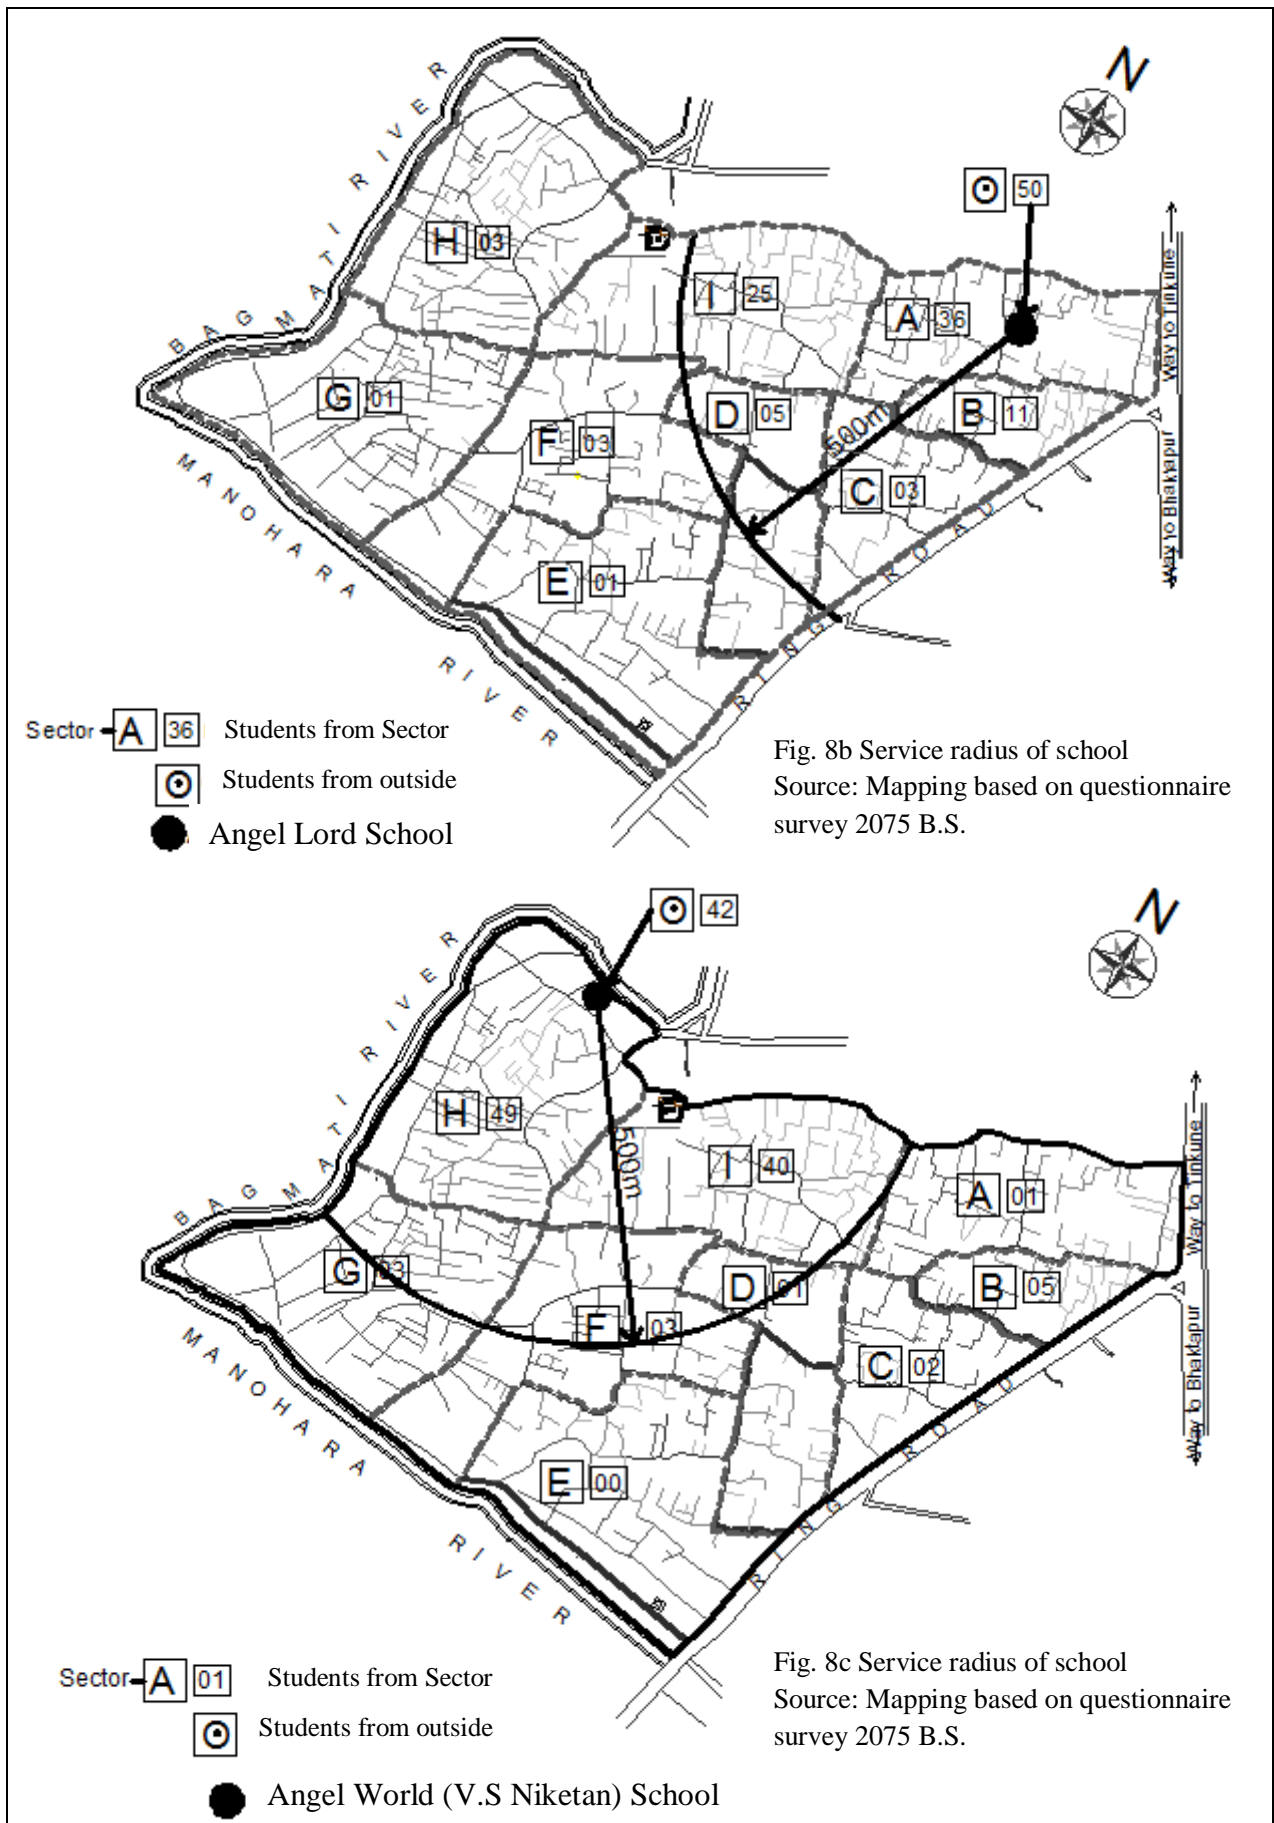 N
50
BAGMATI RIVER
H 03
I 25
A 36
Way to Tinkune
G 01
D 05
B 11
F 03
500m
C 03
Way to Bhaktapur
MANOHARA RIVER
E 01
RING ROAD
Sector A 36 Students from Sector
Students from outside
Angel Lord School
Fig. 8b Service radius of school
Source: Mapping based on questionnaire
survey 2075 B.S.
42
N
BAGMATI RIVER
H 49
500m
I 40
A 01
Way to Tinkune
G 03
D 01
B 05
F 03
C 02
Way to Bhaktapur
MANOHARA RIVER
E 00
RING ROAD
Sector A 01 Students from Sector
Students from outside
Angel World (V.S Niketan) School
Fig. 8c Service radius of school
Source: Mapping based on questionnaire
survey 2075 B.S.